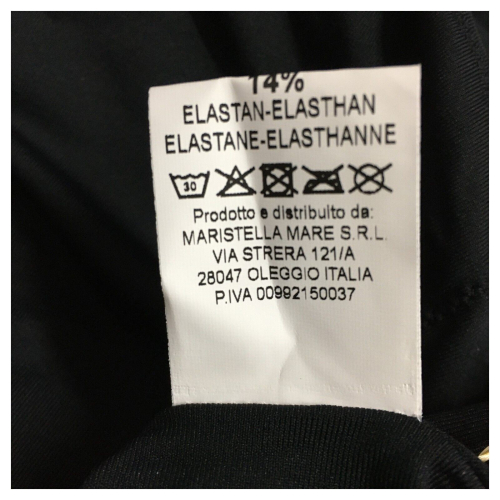 14%
ELASTAN-ELASTHAN
ELASTANE-ELASTHANNE
30
Prodotto e distribuito da:
MARISTELLA MARE S.R.L.
VIA STRERA 121/A
28047 OLEGGIO ITALIA
P.IVA 00992150037